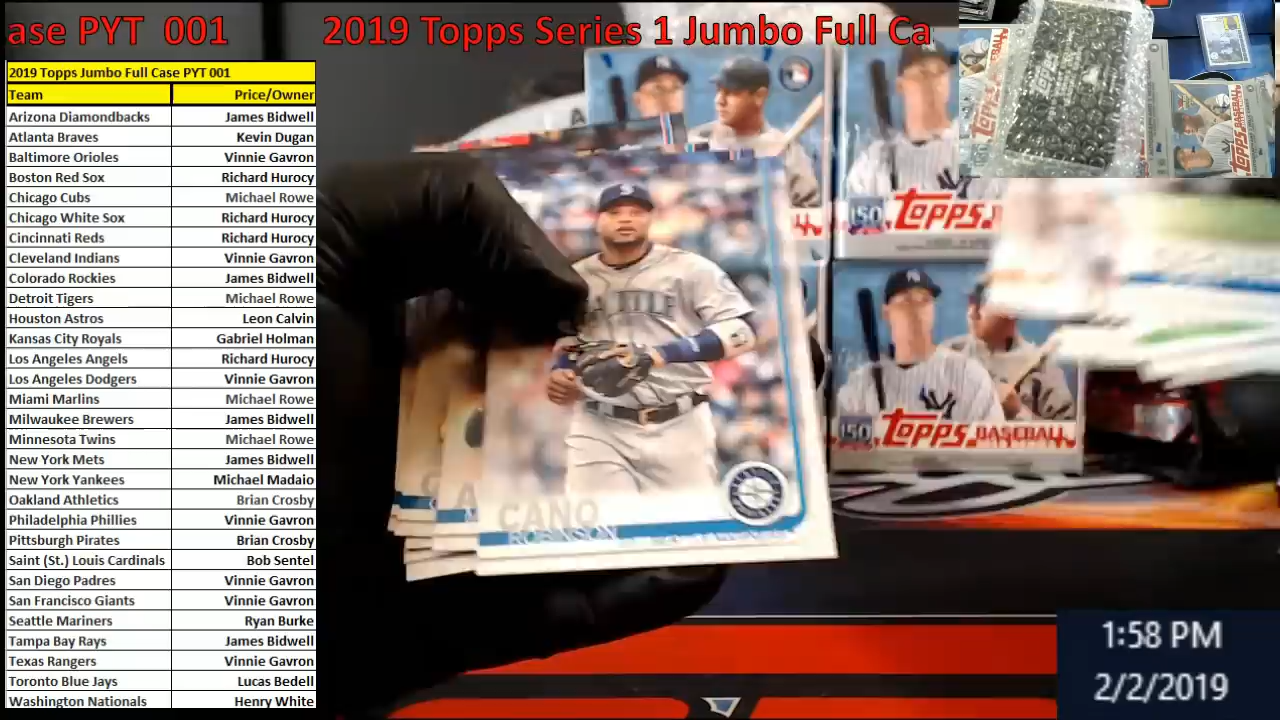 ase PYT 001 2019 Topps Series 1 Jumbo Full Ca
2019 Topps Jumbo Full Case PYT 001
Team Price/Owner
Arizona Diamondbacks James Bidwell
Atlanta Braves Kevin Dugan
Baltimore Orioles Vinnie Gavron
Boston Red Sox Richard Hurocy
Chicago Cubs Michael Rowe
Chicago White Sox Richard Hurocy
Cincinnati Reds Richard Hurocy
Cleveland Indians Vinnie Gavron
Colorado Rockies James Bidwell
Detroit Tigers Michael Rowe
Houston Astros Leon Calvin
Kansas City Royals Gabriel Holman
Los Angeles Angels Richard Hurocy
Los Angeles Dodgers Vinnie Gavron
Miami Marlins Michael Rowe
Milwaukee Brewers James Bidwell
Minnesota Twins Michael Rowe
New York Mets James Bidwell
New York Yankees Michael Madaio
Oakland Athletics Brian Crosby
Philadelphia Phillies Vinnie Gavron
Pittsburgh Pirates Brian Crosby
Saint (St.) Louis Cardinals Bob Sentel
San Diego Padres Vinnie Gavron
San Francisco Giants Vinnie Gavron
Seattle Mariners Ryan Burke
Tampa Bay Rays James Bidwell
Texas Rangers Vinnie Gavron
Toronto Blue Jays Lucas Bedell
Washington Nationals Henry White
TOPPS BASEBALL
150 TOPPS
150 TOPPS BASEBALL
CANO
ROBINSON
1:58 PM
2/2/2019